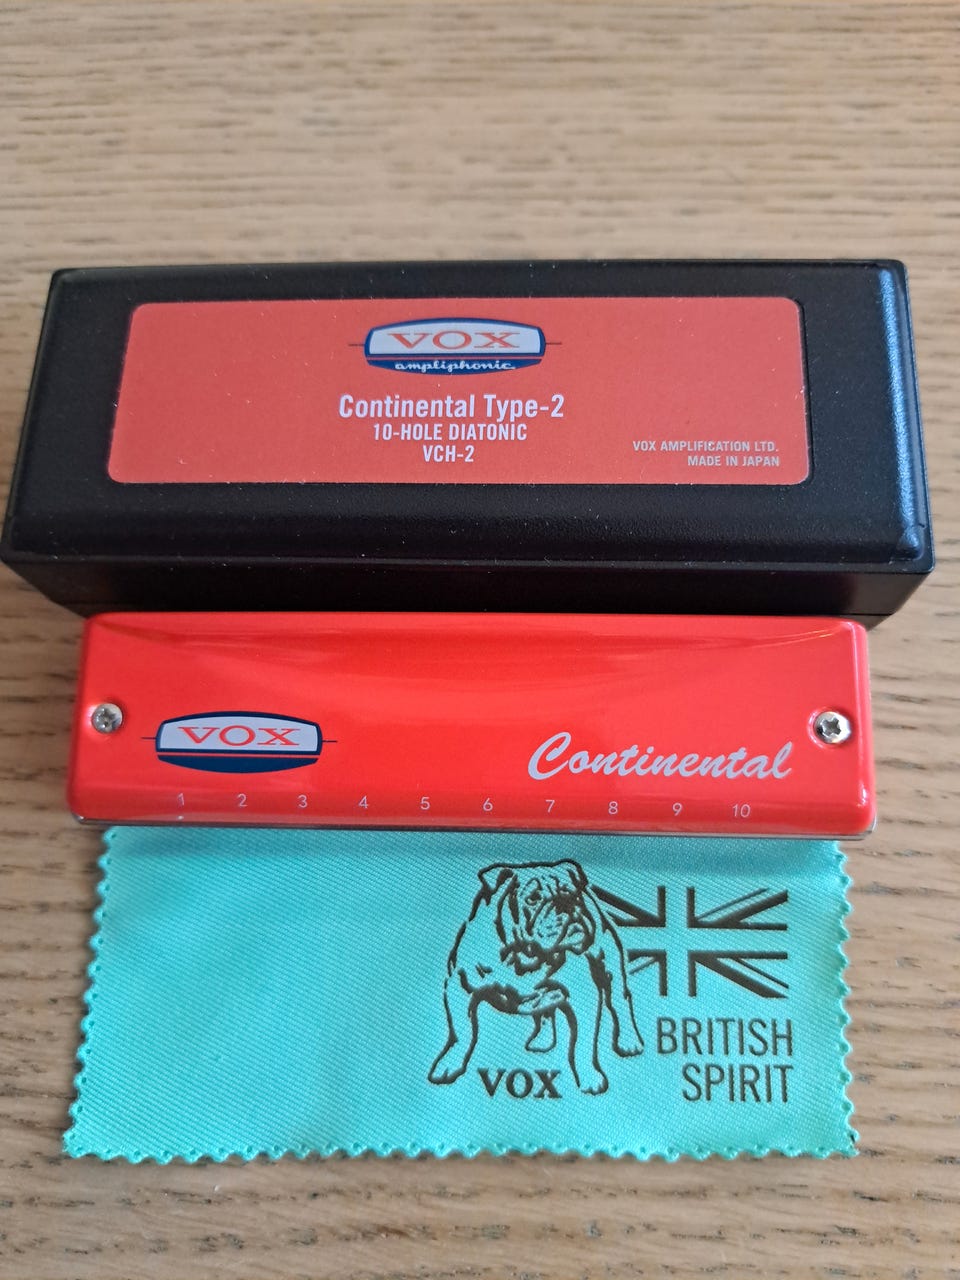 VOX
ampliphonic
Continental Type-2
10-HOLE DIATONIC
VCH-2
VOX AMPLIFICATION LTD.
MADE IN JAPAN
VOX
Continental
1 2 3 4 5 6 7 8 9 10
VOX
BRITISH
SPIRIT